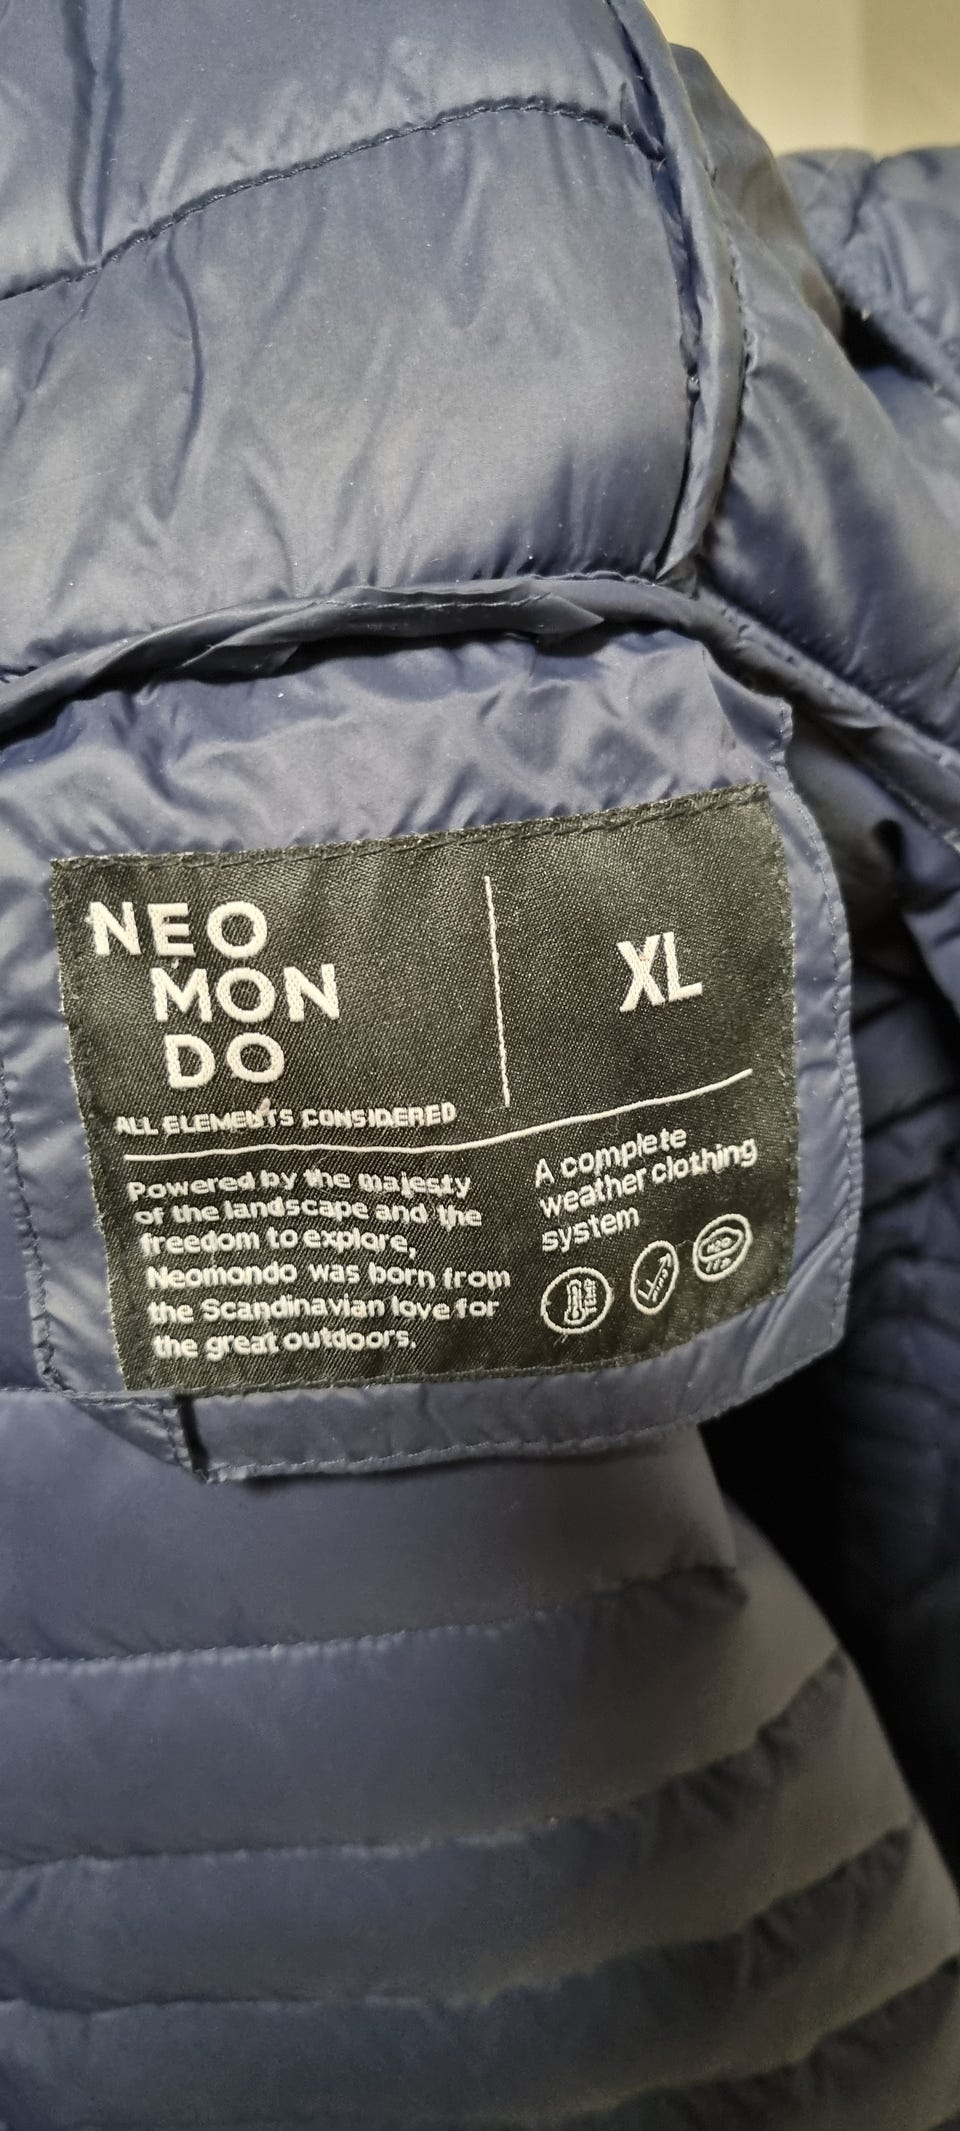 NEO
MON
DO
XL
ALL ELEMENTS CONSIDERED
Powered by the majesty
of the landscape and the
freedom to explore,
Neomondo was born from
the Scandinavian love for
the great outdoors.
A complete
weather clothing
system